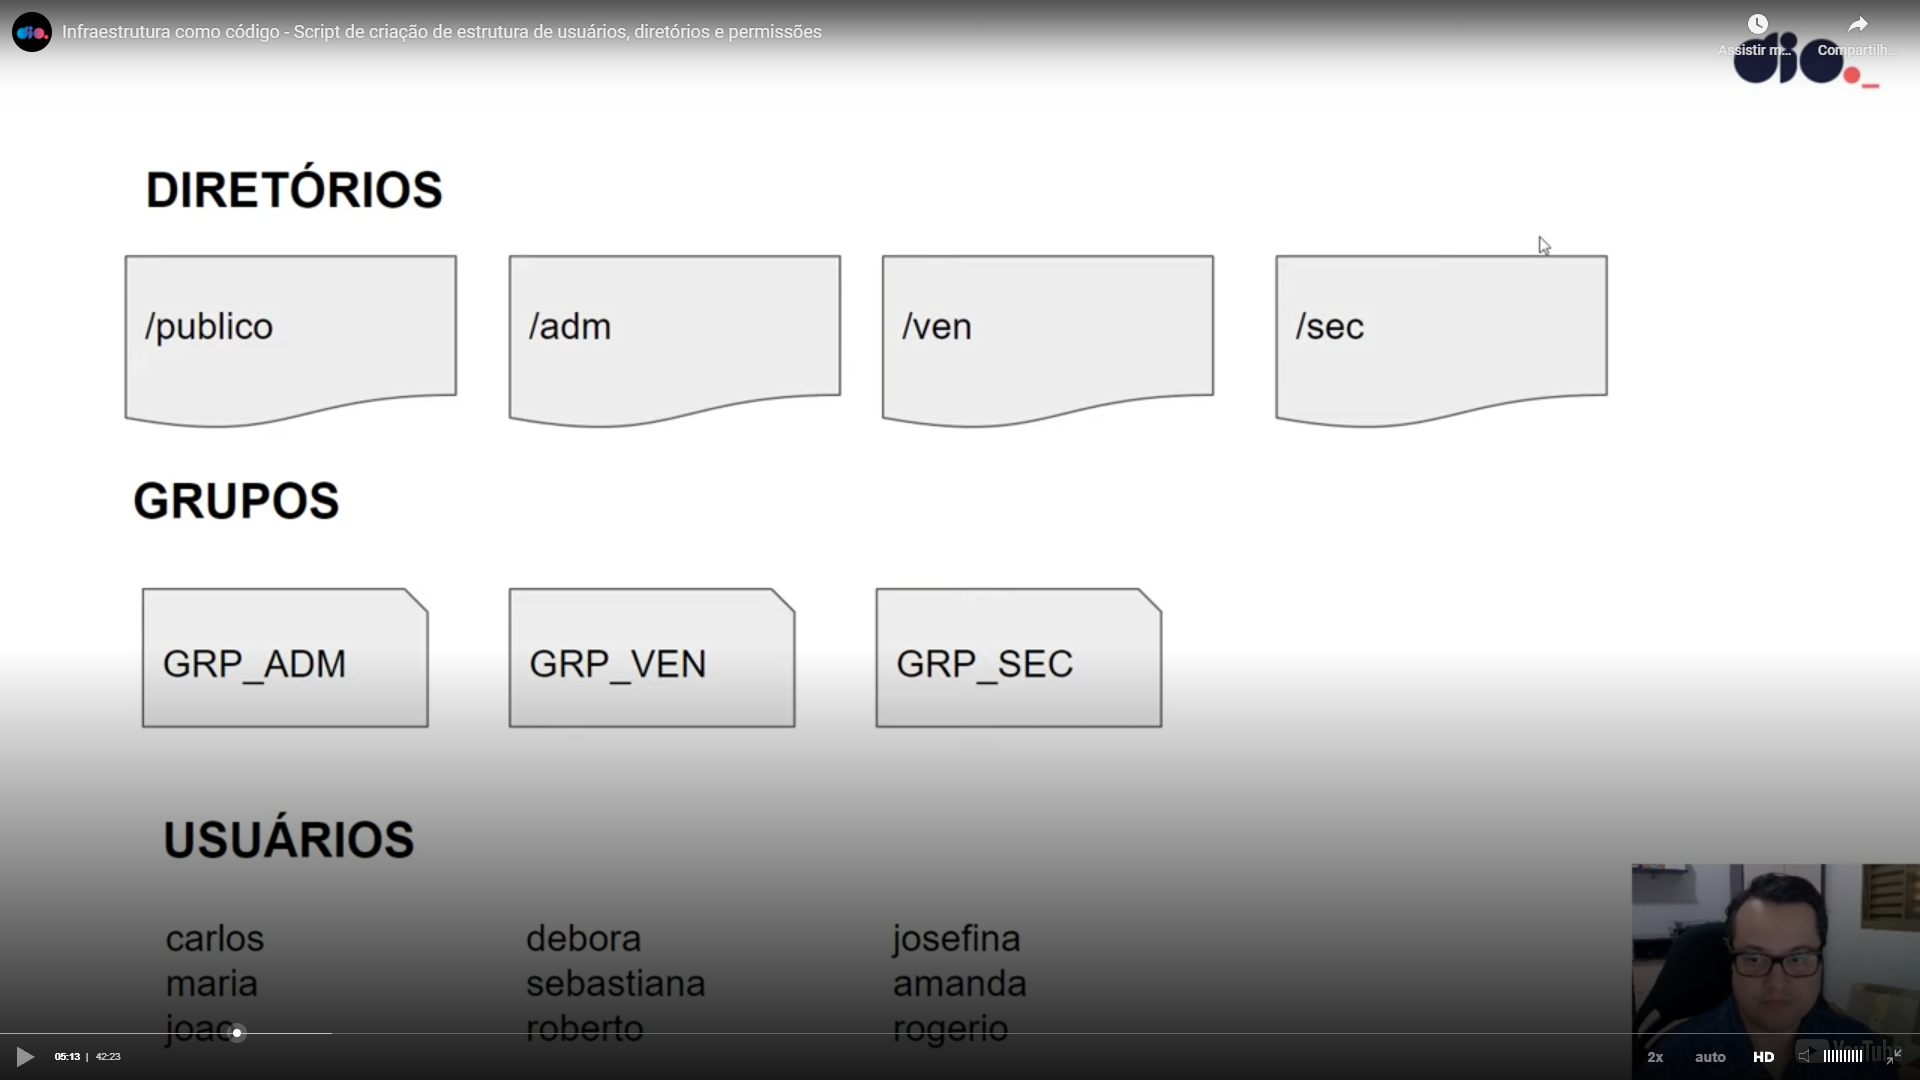 Infraestrutura como código - Script de criação de estrutura de usuários, diretórios e permissões
Assistir m...
Compartilh...
dio.
DIRETÓRIOS
/publico
/adm
/ven
/sec
GRUPOS
GRP_ADM
GRP_VEN
GRP_SEC
USUÁRIOS
carlos
debora
josefina
maria
sebastiana
amanda
joao
roberto
rogerio
05:13 | 42:23
2x
auto
HD
YouTube